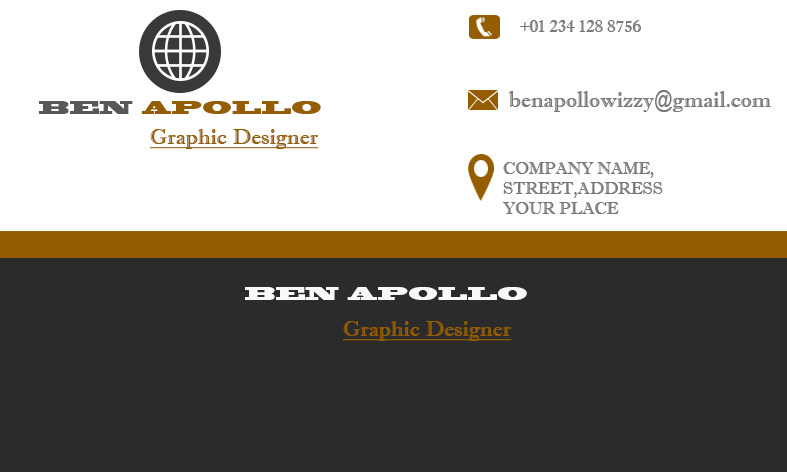 BEN APOLLO
Graphic Designer
+01 234 128 8756
benapollowizzy@gmail.com
COMPANY NAME,
STREET,ADDRESS
YOUR PLACE
BEN APOLLO
Graphic Designer